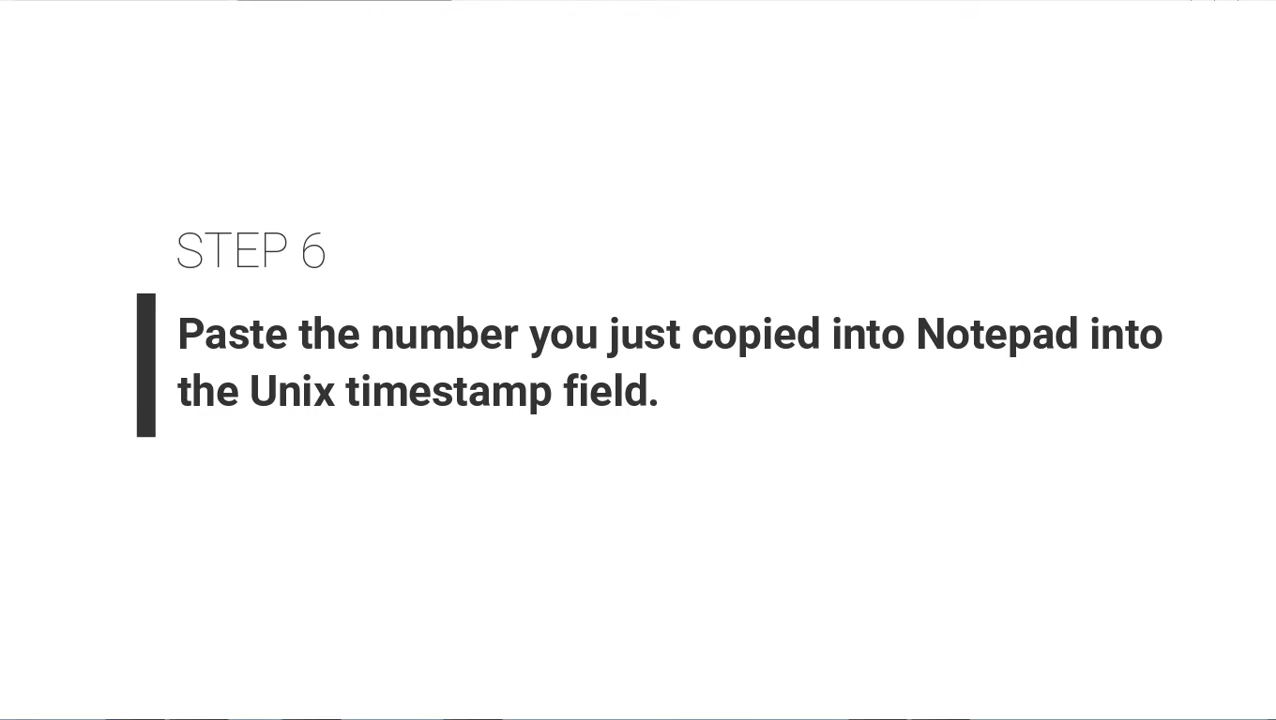 STEP 6
Paste the number you just copied into Notepad into
the Unix timestamp field.